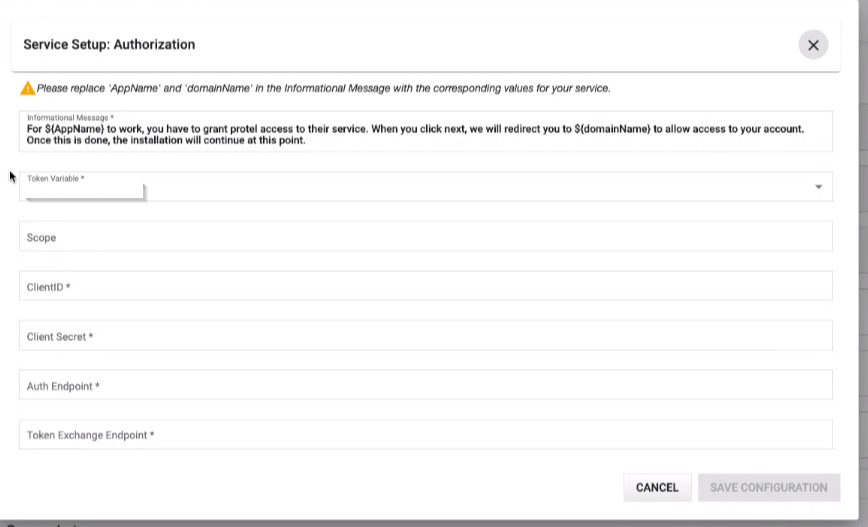 Service Setup: Authorization
Please replace 'AppName' and 'domainName' in the Informational Message with the corresponding values for your service.
Informational Message *
For ${AppName} to work, you have to grant protel access to their service. When you click next, we will redirect you to ${domainName} to allow access to your account.
Once this is done, the installation will continue at this point.
Token Variable *
Scope
ClientID *
Client Secret *
Auth Endpoint *
Token Exchange Endpoint *
CANCEL SAVE CONFIGURATION